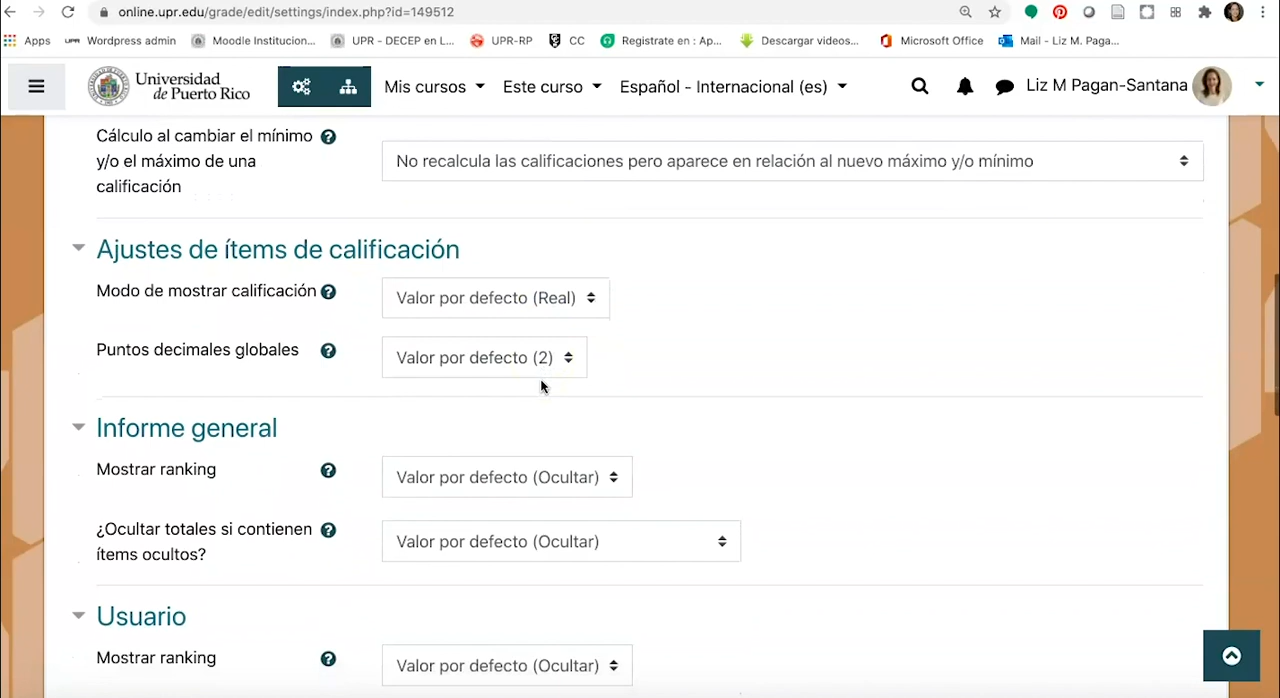 online.upr.edu/grade/edit/settings/index.php?id=149512
Apps
Wordpress admin
Moodle Institucion...
UPR - DECEP en L...
UPR-RP
CC
Registrate en : Ap...
Descargar videos...
Microsoft Office
Mail - Liz M. Paga...
Universidad
de Puerto Rico
Mis cursos
Este curso
Español - Internacional (es)
Liz M Pagan-Santana
Cálculo al cambiar el mínimo
y/o el máximo de una
calificación
No recalcula las calificaciones pero aparece en relación al nuevo máximo y/o mínimo
Ajustes de ítems de calificación
Modo de mostrar calificación
Valor por defecto (Real)
Puntos decimales globales
Valor por defecto (2)
Informe general
Mostrar ranking
Valor por defecto (Ocultar)
¿Ocultar totales si contienen
ítems ocultos?
Valor por defecto (Ocultar)
Usuario
Mostrar ranking
Valor por defecto (Ocultar)